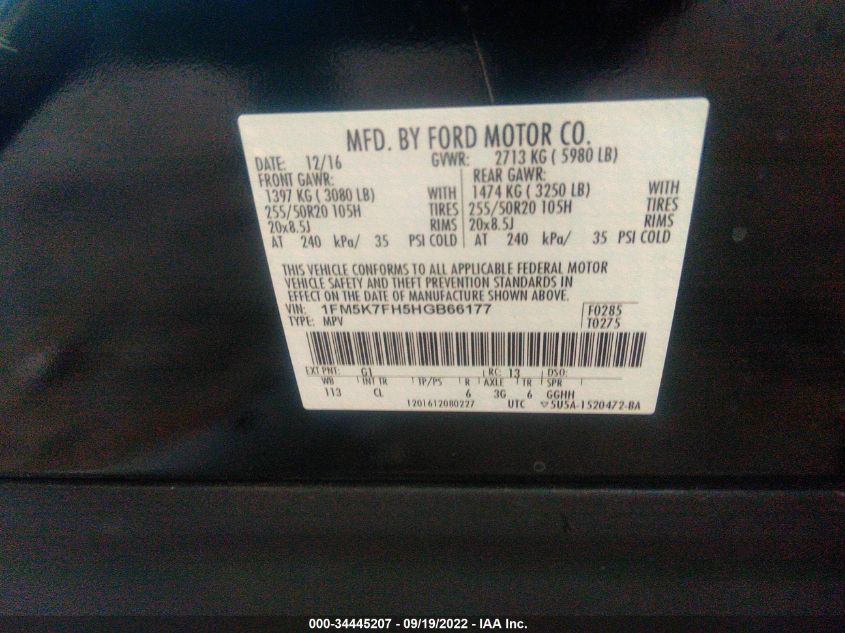 MFD. BY FORD MOTOR CO.
DATE: 12/16 GVWR: 2713 KG ( 5980 LB)
FRONT GAWR: REAR GAWR:
1397 KG ( 3080 LB) WITH 1474 KG ( 3250 LB) WITH
255/50R20 105H TIRES 255/50R20 105H TIRES
20x8.5J RIMS 20x8.5J RIMS
AT 240 kPa/ 35 PSI COLD AT 240 kPa/ 35 PSI COLD
THIS VEHICLE CONFORMS TO ALL APPLICABLE FEDERAL MOTOR
VEHICLE SAFETY AND THEFT PREVENTION STANDARDS IN
EFFECT ON THE DATE OF MANUFACTURE SHOWN ABOVE.
VIN: 1FM5K7FH5HGB66177 F0285
TYPE: MPV T0275
EXT PNT: G1 RC: 13 DSO:
WB INT TR TP/PS R AXLE TR SPR
113 CL 6 3G 6 GGHH
1201612080227 UTC ▽5U5A-1520472-BA
000-34445207 - 09/19/2022 - IAA Inc.